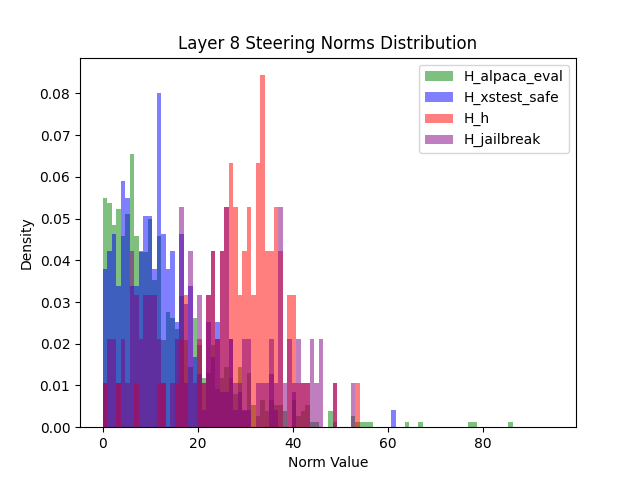 Layer 8 Steering Norms Distribution
H_alpaca_eval
H_xstest_safe
H_h
H_jailbreak
Density
0.08
0.07
0.06
0.05
0.04
0.03
0.02
0.01
0.00
0
20
40
60
80
Norm Value